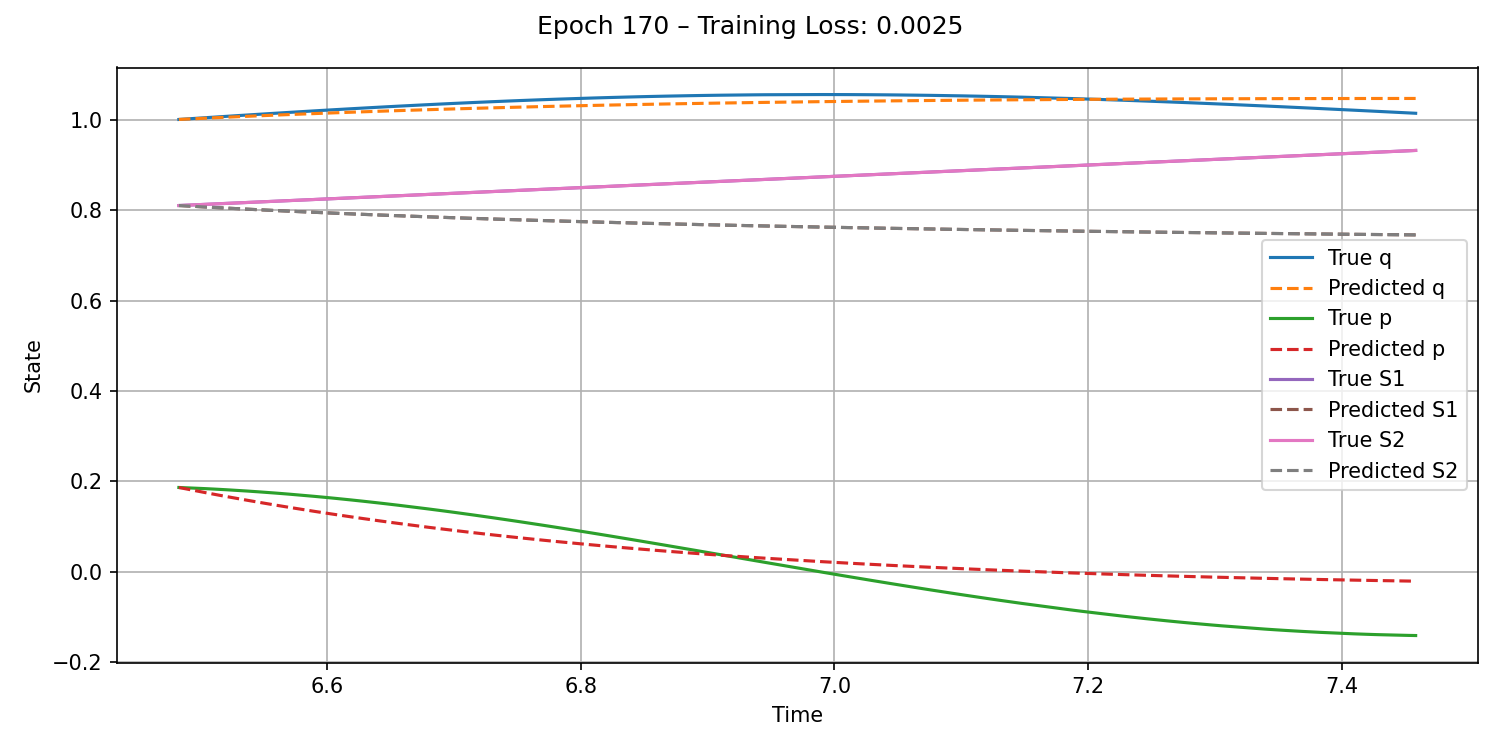 Epoch 170 – Training Loss: 0.0025
1.0
0.8
0.6
0.4
0.2
0.0
−0.2
State
True q
Predicted q
True p
Predicted p
True S1
Predicted S1
True S2
Predicted S2
6.6 6.8 7.0 7.2 7.4
Time